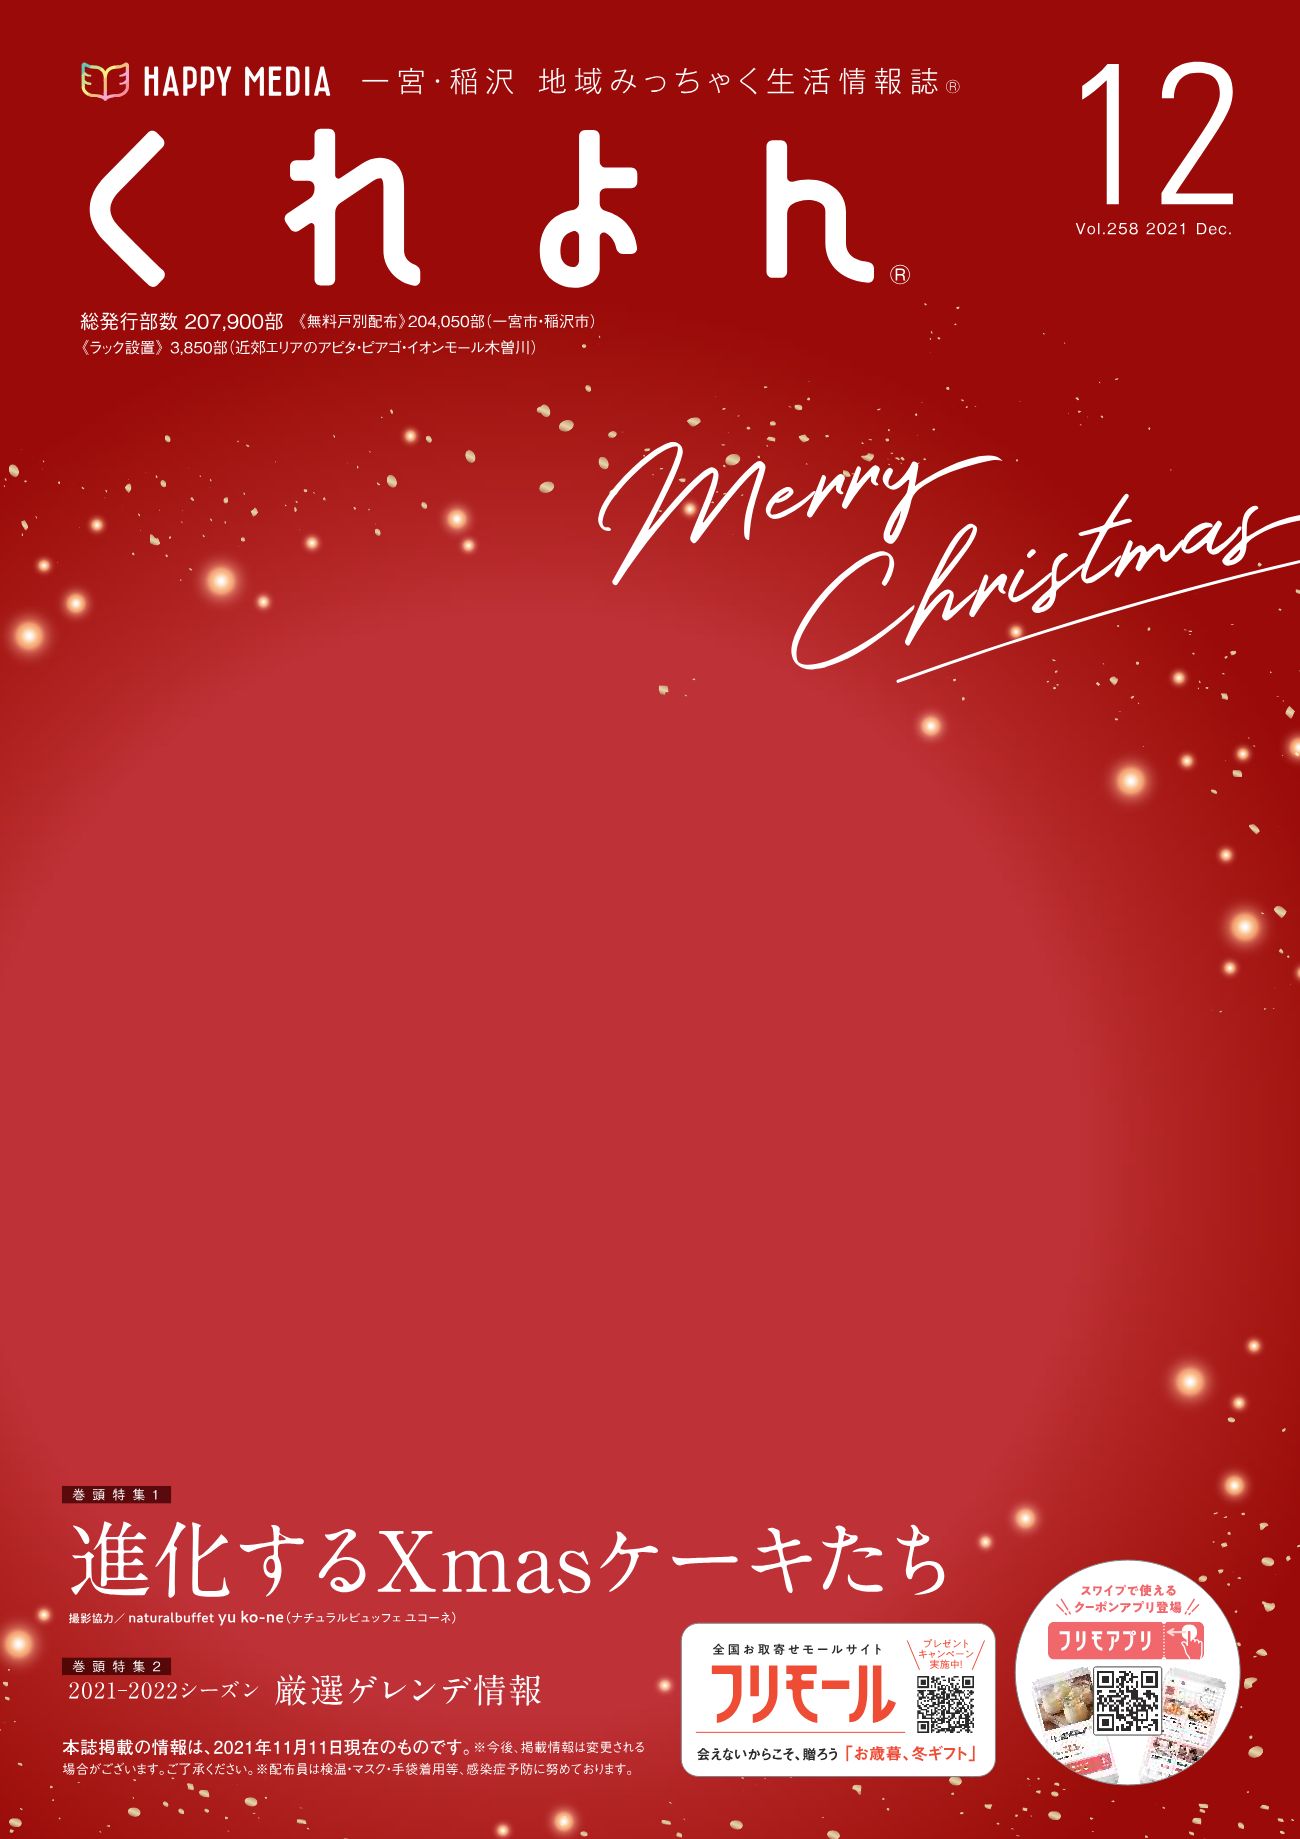 HAPPY MEDIA 一宮・稲沢 地域みっちゃく生活情報誌®
くれよん®
12
Vol.258 2021 Dec.
総発行部数 207,900部 《無料戸別配布》204,050部（一宮市・稲沢市）
《ラック設置》 3,850部（近郊エリアのアピタ・ピアゴ・イオンモール木曽川）
Merry
Christmas
巻頭特集1
進化するXmasケーキたち
撮影協力／naturalbuffet yu ko-ne（ナチュラルビュッフェ ユコーネ）
巻頭特集2
2021-2022シーズン 厳選ゲレンデ情報
本誌掲載の情報は、2021年11月11日現在のものです。※今後、掲載情報は変更される
場合がございます。ご了承ください。※配布員は検温・マスク・手袋着用等、感染症予防に努めております。
全国お取寄せモールサイト
フリモール
プレゼント
キャンペーン
実施中!
会えないからこそ、贈ろう「お歳暮、冬ギフト」
スワイプで使える
クーポンアプリ登場
フリモアプリ